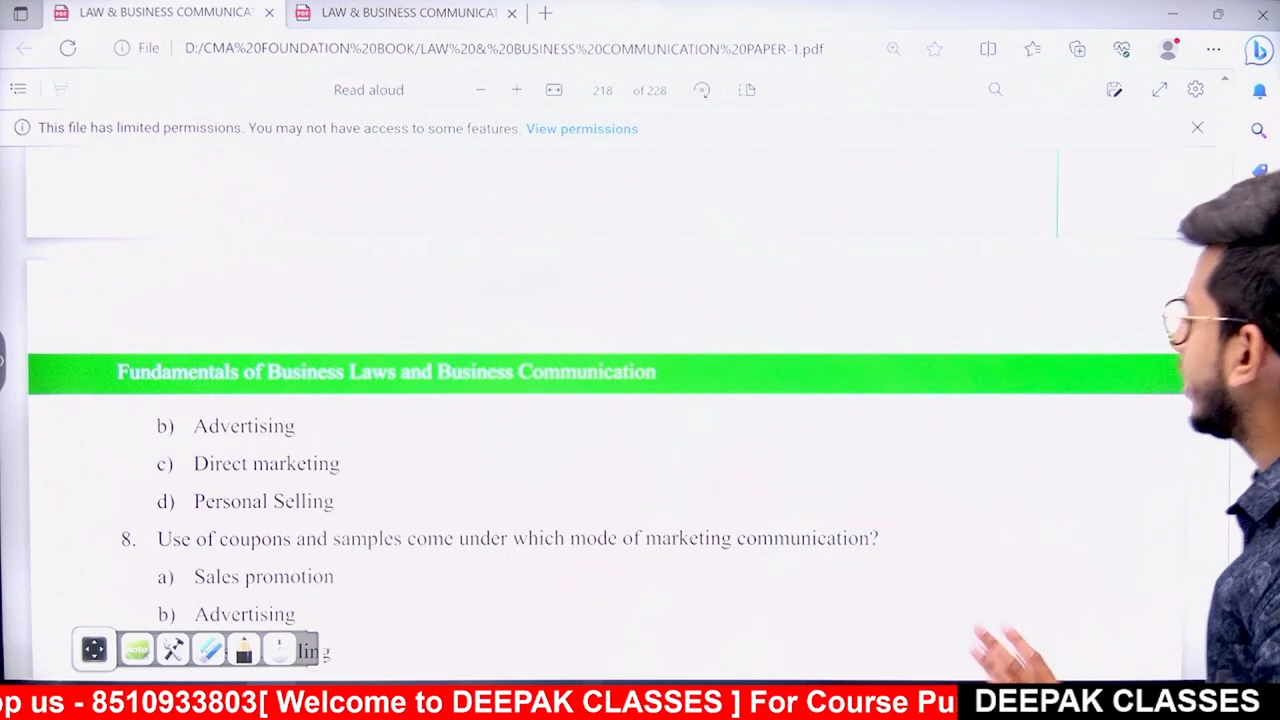 LAW & BUSINESS COMMUNICA
LAW & BUSINESS COMMUNICAT
File
D:/CMA%20FOUNDATION%20BOOK/LAW%20&%20BUSINESS%20COMMUNICATION%20PAPER-1.pdf
Read aloud
218 of 228
This file has limited permissions. You may not have access to some features. View permissions
Fundamentals of Business Laws and Business Communication
b) Advertising
c) Direct marketing
d) Personal Selling
8. Use of coupons and samples come under which mode of marketing communication?
a) Sales promotion
b) Advertising
ling
pp us - 8510933803[ Welcome to DEEPAK CLASSES ] For Course Pu
DEEPAK CLASSES